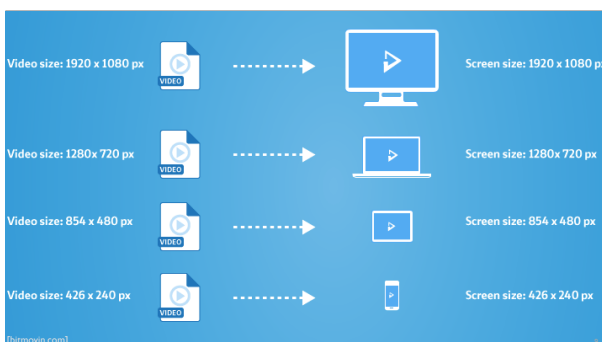 Video size: 1920 x 1080 px
VIDEO
Screen size: 1920 x 1080 p
Video size: 1280x 720 px
VIDEO
Screen size: 1280x 720 px
Video size: 854 x 480 px
VIDEO
Screen size: 854 x 480 px
Video size: 426 x 240 px
VIDEO
Screen size: 426 x 240 px
[bitmovin.com]